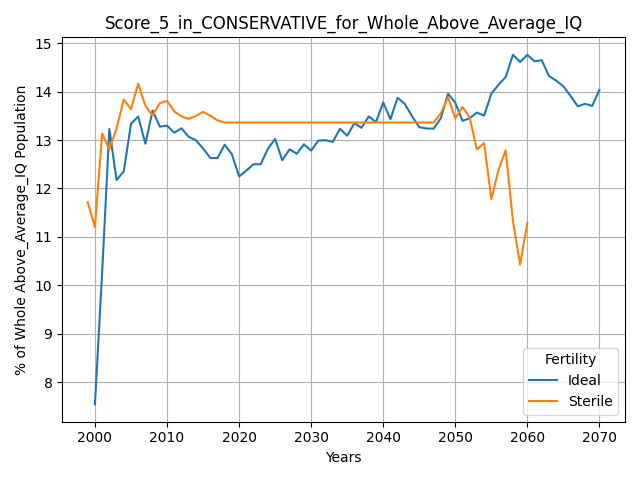 Score_5_in_CONSERVATIVE_for_Whole_Above_Average_IQ
% of Whole Above_Average_IQ Population
15
14
13
12
11
10
9
8
2000 2010 2020 2030 2040 2050 2060 2070
Years
Fertility
Ideal
Sterile